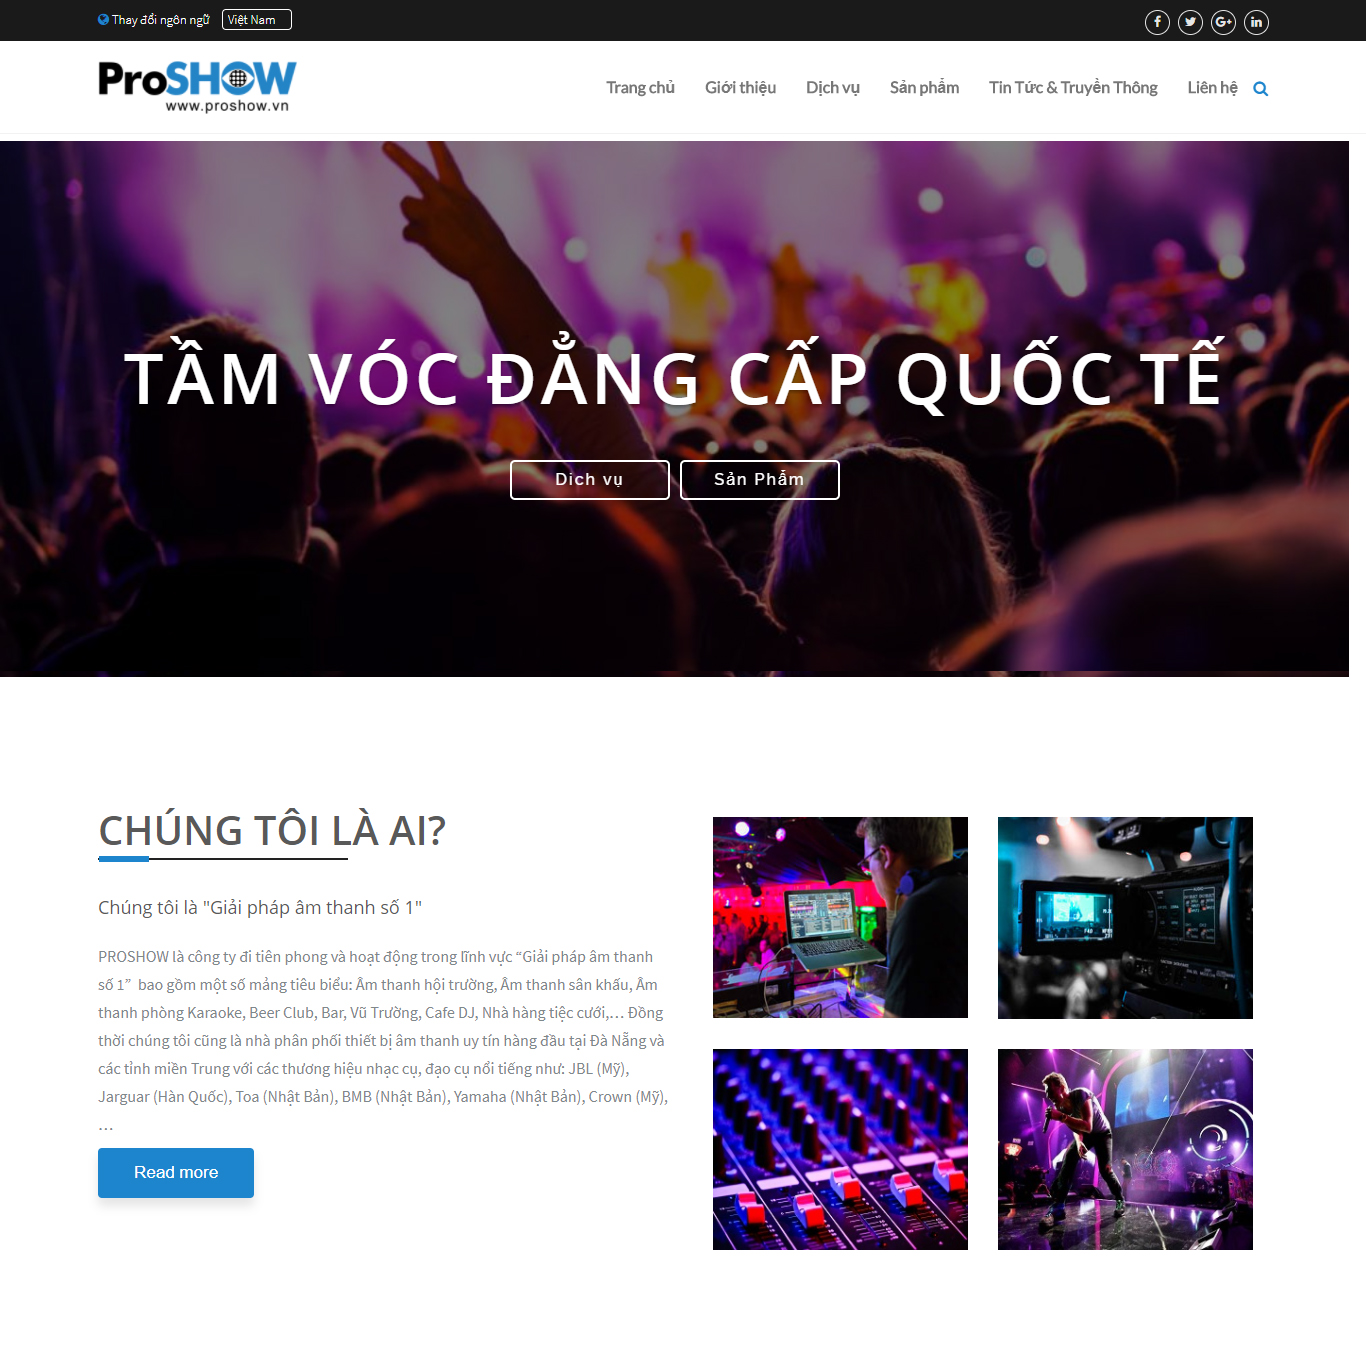 Thay đổi ngôn ngữ
Việt Nam
ProSHOW
www.proshow.vn
Trang chủ
Giới thiệu
Dịch vụ
Sản phẩm
Tin Tức & Truyền Thông
Liên hệ
TẦM VÓC ĐẲNG CẤP QUỐC TẾ
Dich vụ
Sản Phẩm
CHÚNG TÔI LÀ AI?
Chúng tôi là "Giải pháp âm thanh số 1"
PROSHOW là công ty đi tiên phong và hoạt động trong lĩnh vực “Giải pháp âm thanh
số 1”  bao gồm một số mảng tiêu biểu: Âm thanh hội trường, Âm thanh sân khấu, Âm
thanh phòng Karaoke, Beer Club, Bar, Vũ Trường, Cafe DJ, Nhà hàng tiệc cưới,… Đồng
thời chúng tôi cũng là nhà phân phối thiết bị âm thanh uy tín hàng đầu tại Đà Nẵng và
các tỉnh miền Trung với các thương hiệu nhạc cụ, đạo cụ nổi tiếng như: JBL (Mỹ),
Jarguar (Hàn Quốc), Toa (Nhật Bản), BMB (Nhật Bản), Yamaha (Nhật Bản), Crown (Mỹ),
…
Read more